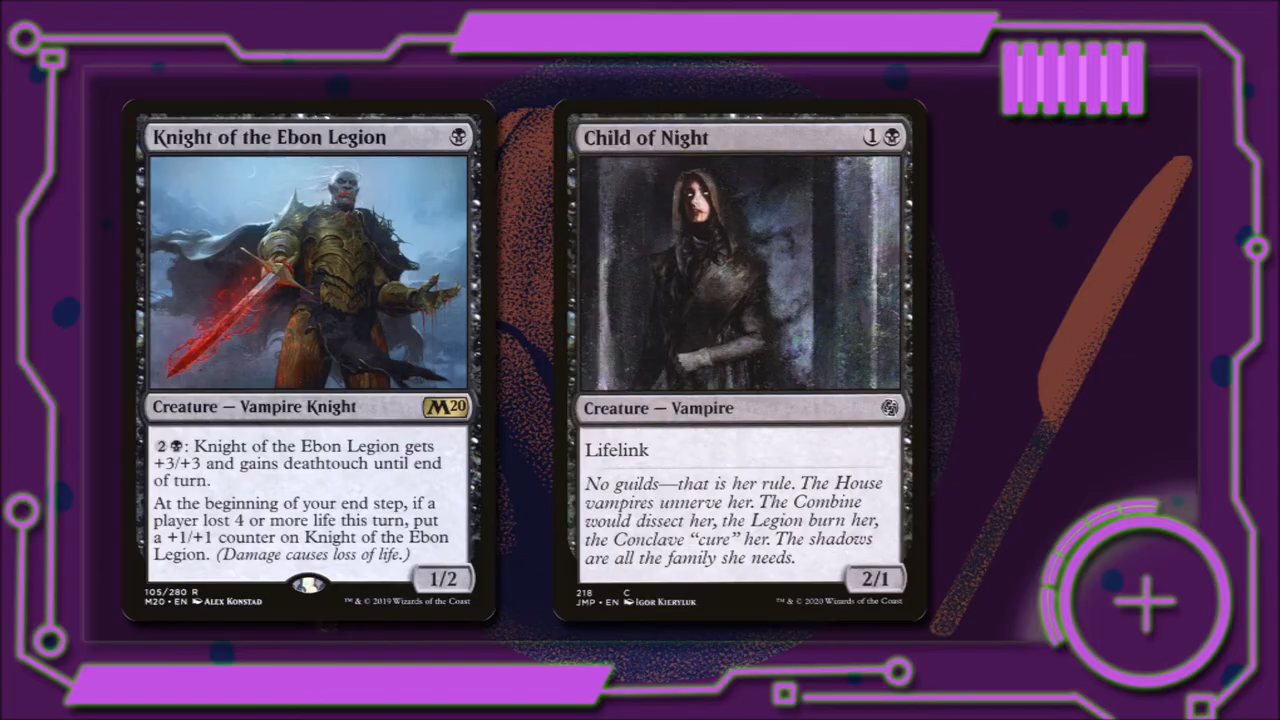 Knight of the Ebon Legion
Creature — Vampire Knight
M20
2: Knight of the Ebon Legion gets
+3/+3 and gains deathtouch until end
of turn.
At the beginning of your end step, if a
player lost 4 or more life this turn, put
a +1/+1 counter on Knight of the Ebon
Legion. (Damage causes loss of life.)
1/2
105/280 R
M20 • EN Alex Konstad
™ & © 2019 Wizards of the Coast
Child of Night
1
Creature — Vampire
Lifelink
No guilds—that is her rule. The House
vampires unnerve her. The Combine
would dissect her, the Legion burn her,
the Conclave “cure” her. The shadows
are all the family she needs.
2/1
218 C
JMP • EN Igor Kieryluk
™ & © 2020 Wizards of the Coast